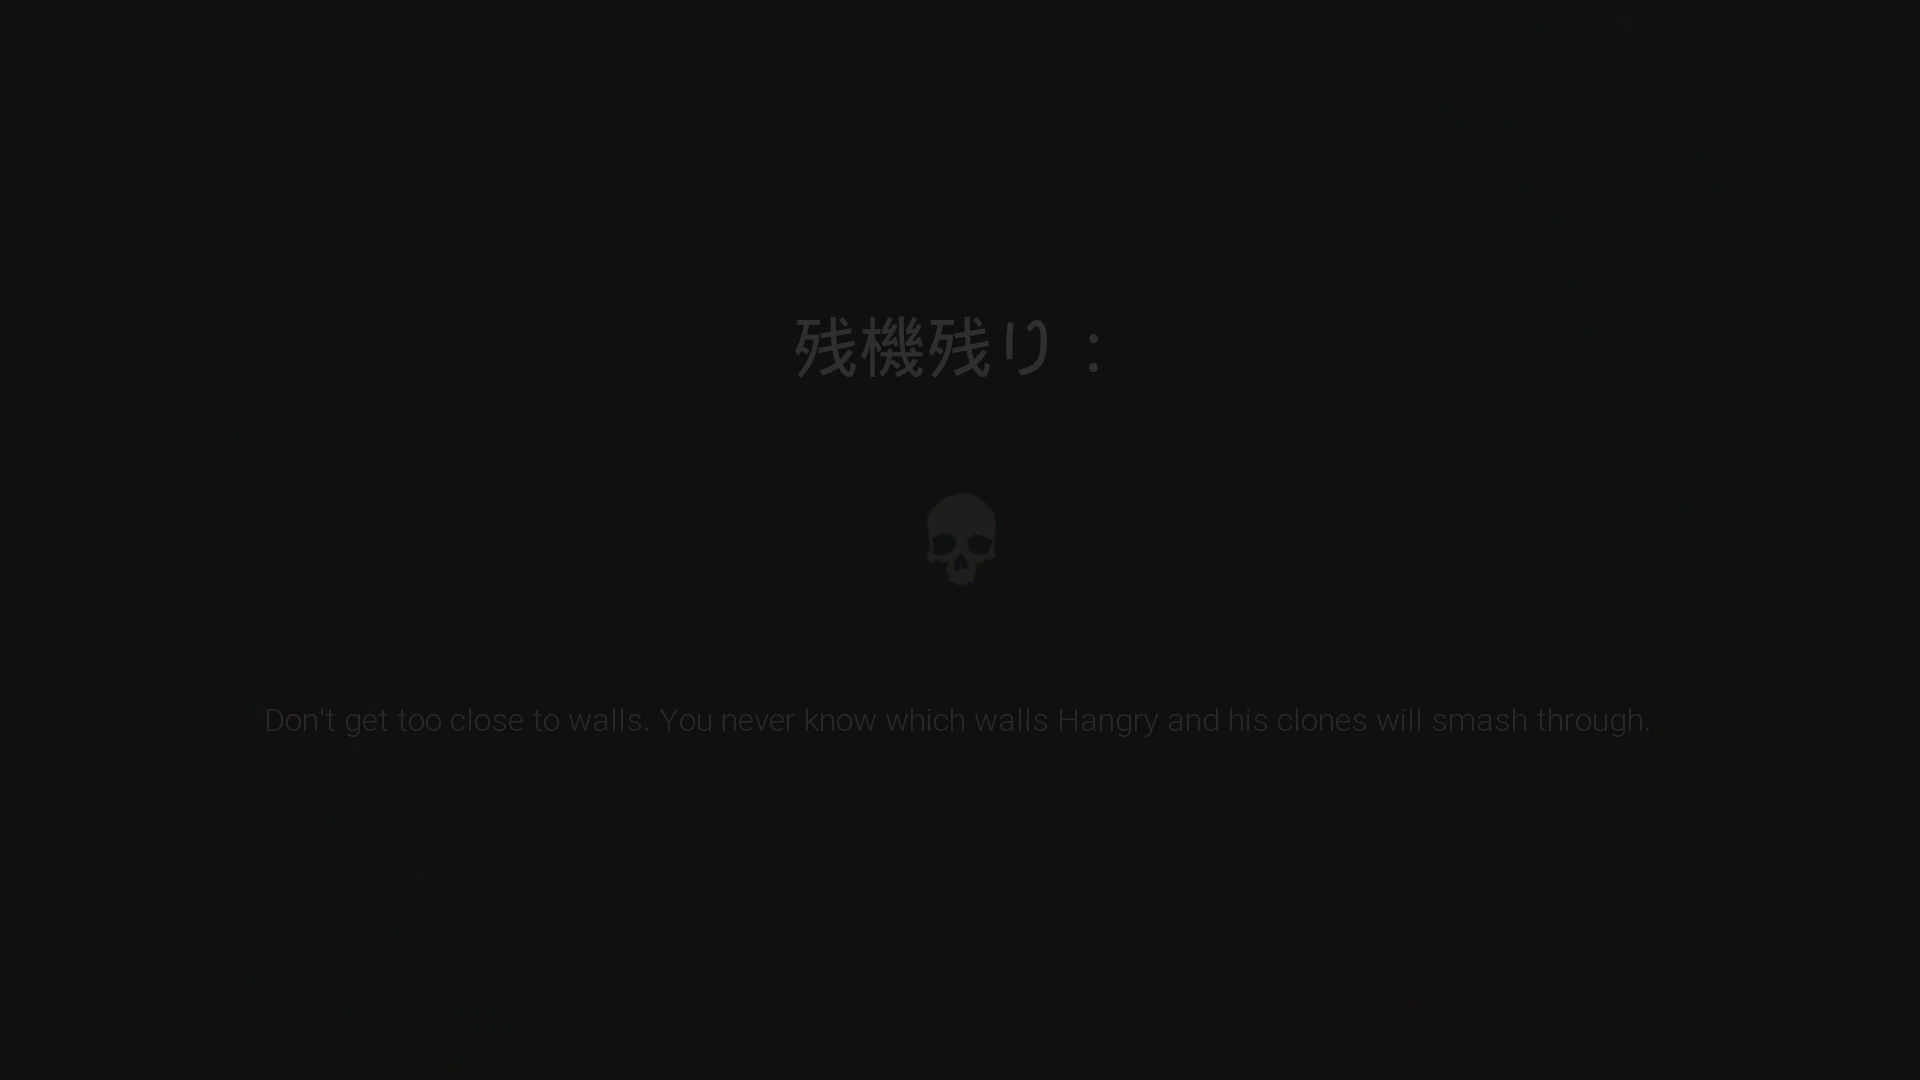 残機残り：
Don't get too close to walls. You never know which walls Hangry and his clones will smash through.